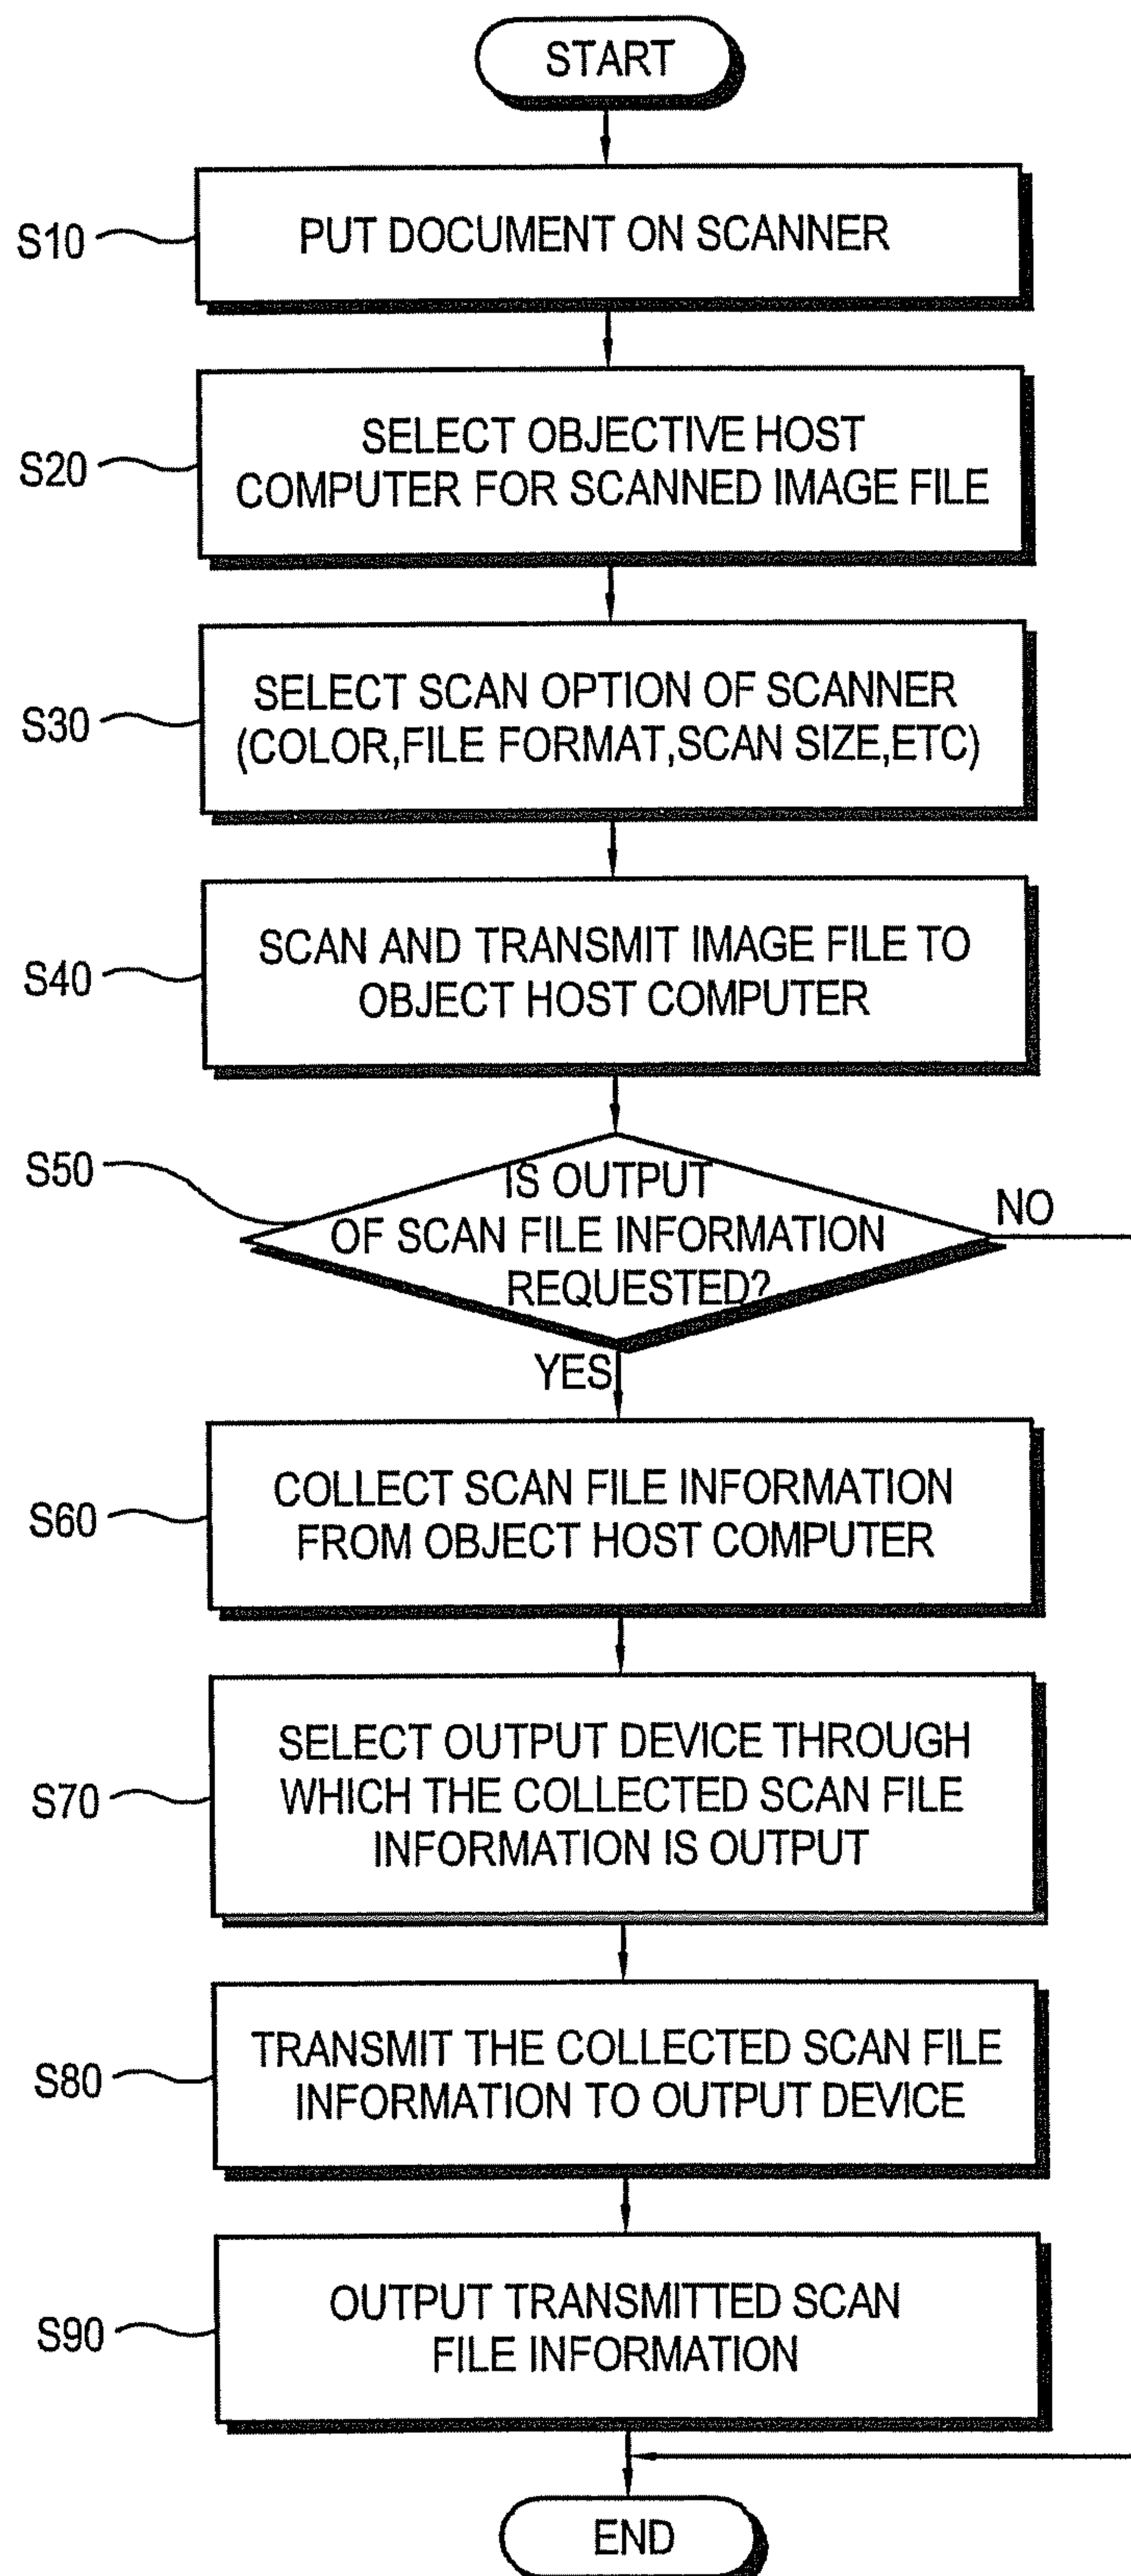 START
S10
PUT DOCUMENT ON SCANNER
S20
SELECT OBJECTIVE HOST
COMPUTER FOR SCANNED IMAGE FILE
S30
SELECT SCAN OPTION OF SCANNER
(COLOR,FILE FORMAT,SCAN SIZE,ETC)
S40
SCAN AND TRANSMIT IMAGE FILE TO
OBJECT HOST COMPUTER
S50
IS OUTPUT
OF SCAN FILE INFORMATION
REQUESTED?
NO
YES
S60
COLLECT SCAN FILE INFORMATION
FROM OBJECT HOST COMPUTER
S70
SELECT OUTPUT DEVICE THROUGH
WHICH THE COLLECTED SCAN FILE
INFORMATION IS OUTPUT
S80
TRANSMIT THE COLLECTED SCAN FILE
INFORMATION TO OUTPUT DEVICE
S90
OUTPUT TRANSMITTED SCAN
FILE INFORMATION
END